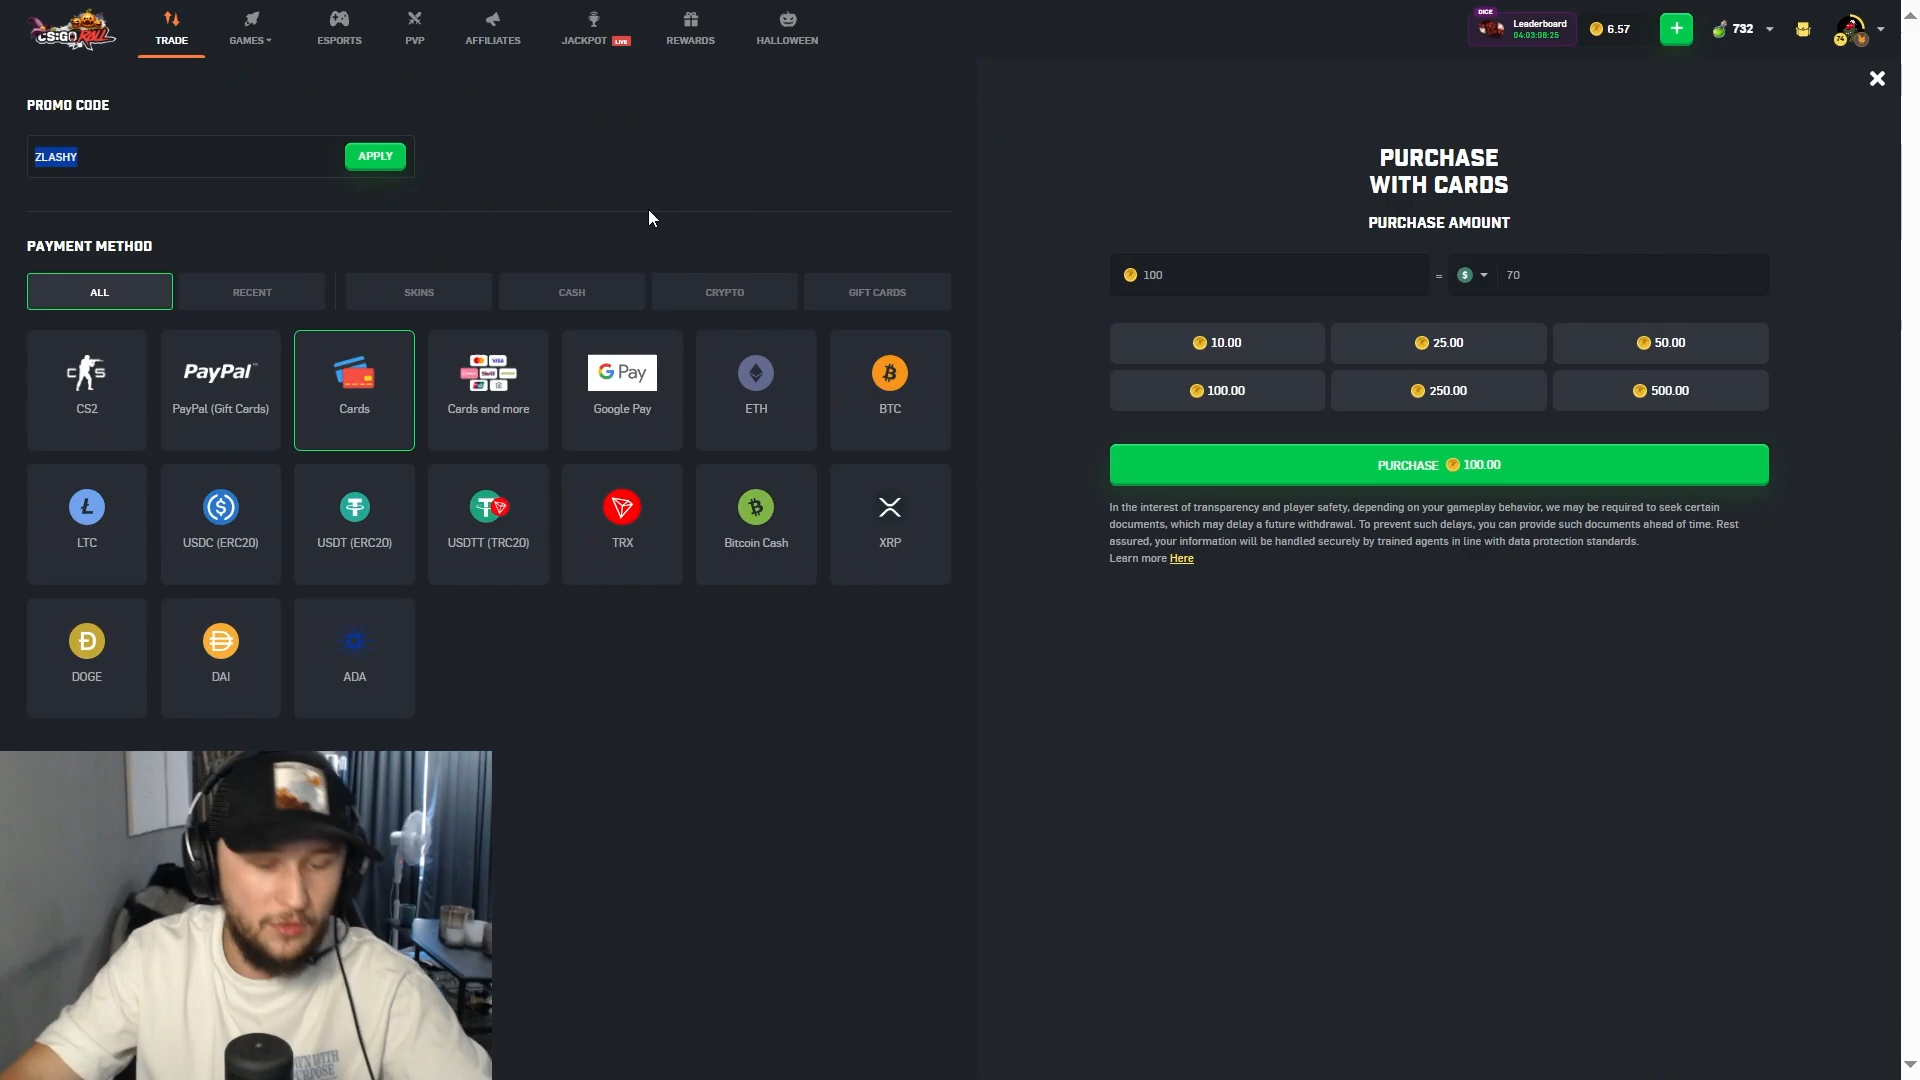 CS:GO ROLL
TRADE
GAMES
ESPORTS
PVP
AFFILIATES
JACKPOT LIVE
REWARDS
HALLOWEEN
DICE
Leaderboard
04:03:08:25
6.57
+
732
74
PROMO CODE
ZLASHY
APPLY
PAYMENT METHOD
ALL
RECENT
SKINS
CASH
CRYPTO
GIFT CARDS
PayPal
G Pay
CS2
PayPal (Gift Cards)
Cards
Cards and more
Google Pay
ETH
BTC
LTC
USDC (ERC20)
USDT (ERC20)
USDTT (TRC20)
TRX
Bitcoin Cash
XRP
DOGE
DAI
ADA
PURCHASE
WITH CARDS
PURCHASE AMOUNT
100 = $ 70
10.00
25.00
50.00
100.00
250.00
500.00
PURCHASE 100.00
In the interest of transparency and player safety, depending on your gameplay behavior, we may be required to seek certain
documents, which may delay a future withdrawal. To prevent such delays, you can provide such documents ahead of time. Rest
assured, your information will be handled securely by trained agents in line with data protection standards.
Learn more Here